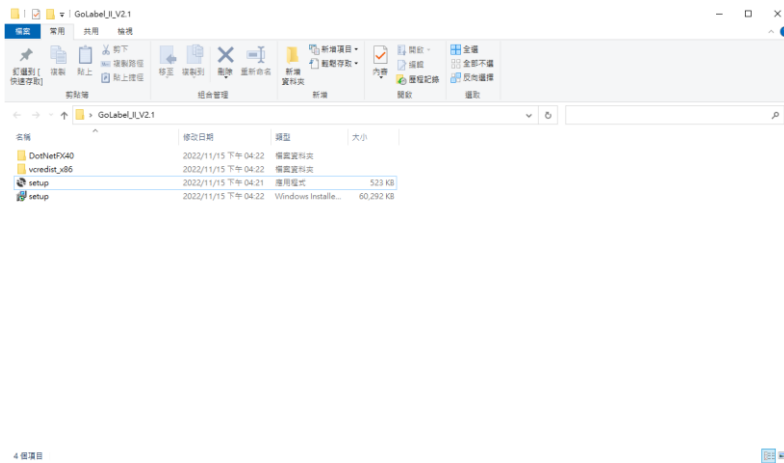 GoLabel_II_V2.1
檔案 常用 共用 檢視
釘選到 [快速存取]
複製
貼上
剪下
複製路徑
貼上捷徑
剪貼簿
移至
複製到
刪除
重新命名
組合管理
新增資料夾
新增項目
輕鬆存取
新增
內容
開啟
編輯
歷程記錄
開啟
全選
全部不選
反向選擇
選取
GoLabel_II_V2.1
名稱 修改日期 類型 大小
DotNetFX40 2022/11/15 下午 04:22 檔案資料夾
vcredist_x86 2022/11/15 下午 04:22 檔案資料夾
setup 2022/11/15 下午 04:21 應用程式 523 KB
setup 2022/11/15 下午 04:22 Windows Installe... 60,292 KB
4 個項目